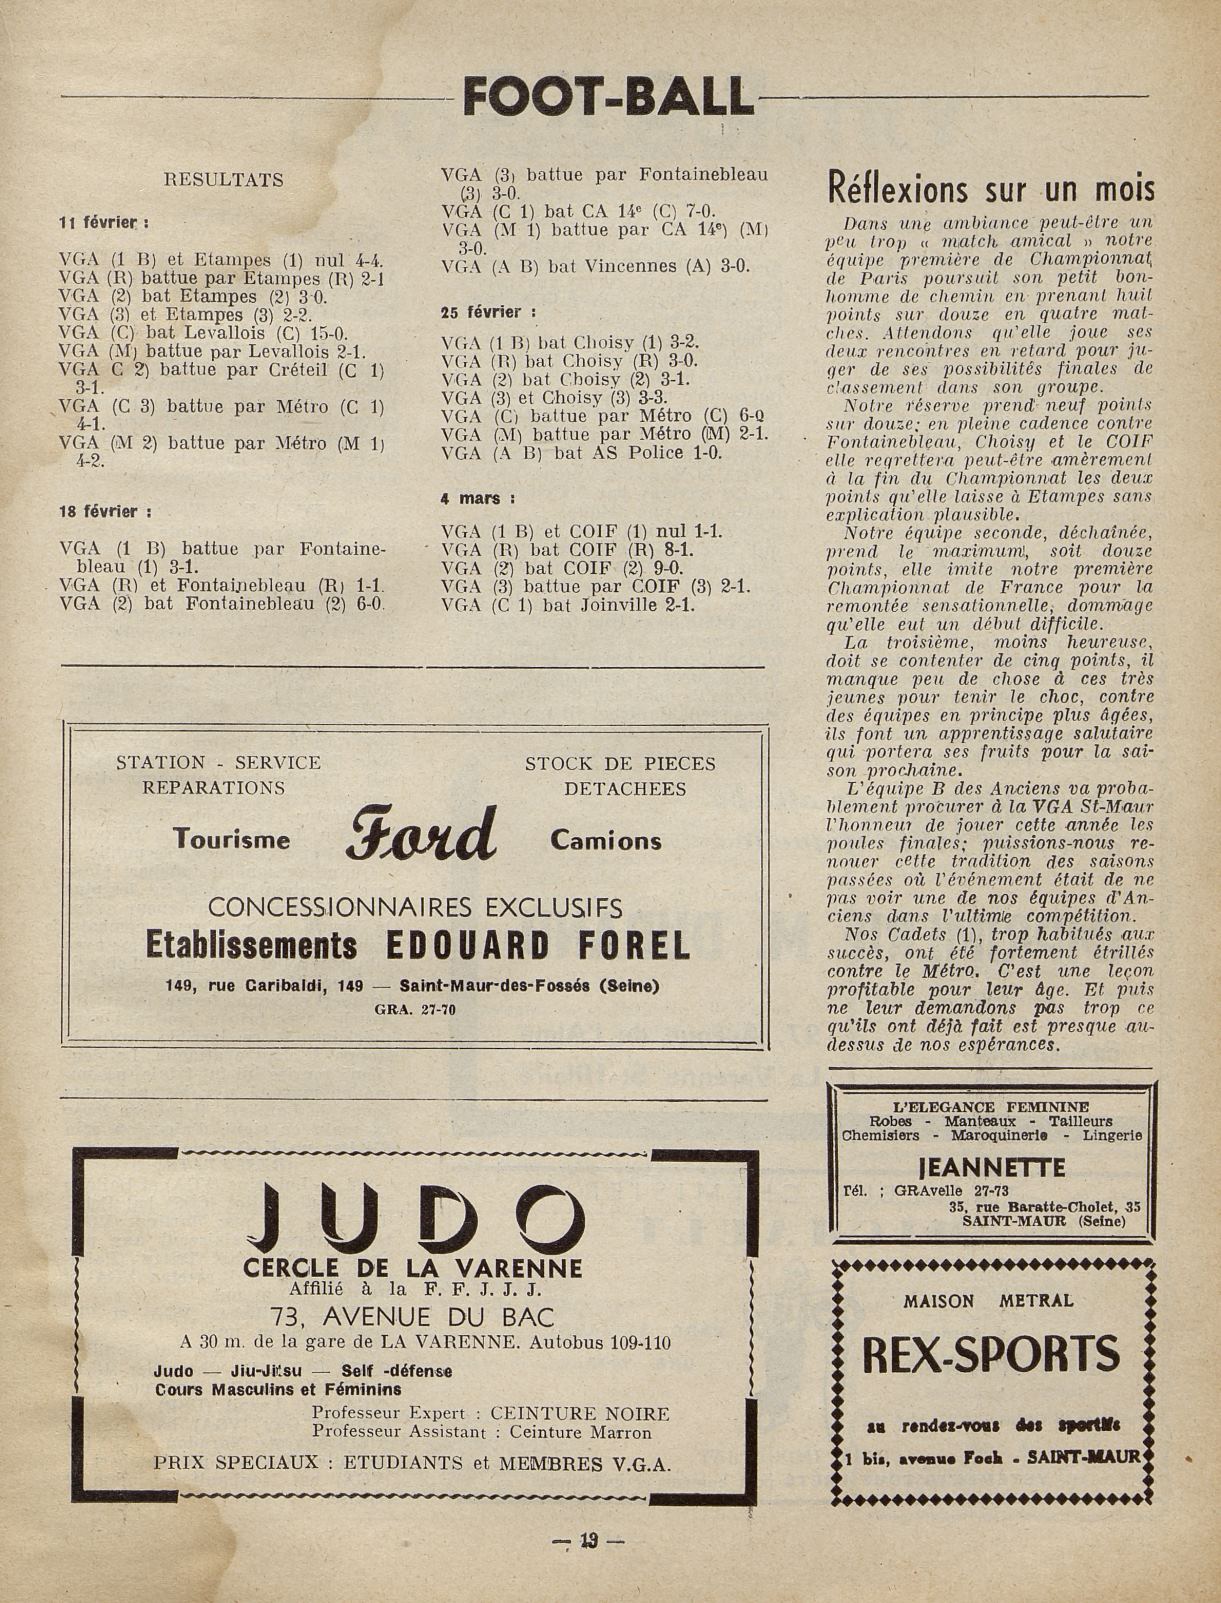 FOOT-BALL
RESULTATS
11 février :
VGA (1 B) et Etampes (1) nul 4-4.
VGA (R) battue par Etampes (R) 2-1
VGA (2) bat Etampes (2) 3-0.
VGA (3) et Etampes (3) 2-2.
VGA (C) bat Levallois (C) 15-0.
VGA (M) battue par Levallois 2-1.
VGA C 2) battue par Créteil (C 1)
3-1.
VGA (C 3) battue par Métro (C 1)
4-1.
VGA (M 2) battue par Métro (M 1)
4-2.
18 février :
VGA (1 B) battue par Fontaine-
bleau (1) 3-1.
VGA (R) et Fontainebleau (R) 1-1.
VGA (2) bat Fontainebleau (2) 6-0.
VGA (3) battue par Fontainebleau
(3) 3-0.
VGA (C 1) bat CA 14e (C) 7-0.
VGA (M 1) battue par CA 14e) (M)
3-0.
VGA (A B) bat Vincennes (A) 3-0.
25 février :
VGA (1 B) bat Choisy (1) 3-2.
VGA (R) bat Choisy (R) 3-0.
VGA (2) bat Choisy (2) 3-1.
VGA (3) et Choisy (3) 3-3.
VGA (C) battue par Métro (C) 6-0
VGA (M) battue par Métro (M) 2-1.
VGA (A B) bat AS Police 1-0.
4 mars :
VGA (1 B) et COIF (1) nul 1-1.
VGA (R) bat COIF (R) 8-1.
VGA (2) bat COIF (2) 9-0.
VGA (3) battue par COIF (3) 2-1.
VGA (C 1) bat Joinville 2-1.
Réflexions sur un mois
Dans une ambiance peut-être un
peu trop « match amical » notre
équipe première de Championnat
de Paris poursuit son petit bon-
homme de chemin en prenant huit
points sur douze en quatre mat-
ches. Attendons qu'elle joue ses
deux rencontres en retard pour ju-
ger de ses possibilités finales de
classement dans son groupe.
Notre réserve prend neuf points
sur douze; en pleine cadence contre
Fontainebleau, Choisy et le COIF
elle regrettera peut-être amèrement
à la fin du Championnat les deux
points qu'elle laisse à Etampes sans
explication plausible.
Notre équipe seconde, déchaînée,
prend le maximum, soit douze
points, elle imite notre première
Championnat de France pour la
remontée sensationnelle, dommage
qu'elle eut un début difficile.
La troisième, moins heureuse,
doit se contenter de cinq points, il
manque peu de chose à ces très
jeunes pour tenir le choc, contre
des équipes en principe plus âgées,
ils font un apprentissage salutaire
qui portera ses fruits pour la sai-
son prochaine.
L'équipe B des Anciens va proba-
blement procurer à la VGA St-Maur
l'honneur de jouer cette année les
poules finales; puissions-nous re-
nouer cette tradition des saisons
passées où l'événement était de ne
pas voir une de nos équipes d'An-
ciens dans l'ultime compétition.
Nos Cadets (1), trop habitués aux
succès, ont été fortement étrillés
contre le Métro. C'est une leçon
profitable pour leur âge. Et puis
ne leur demandons pas trop ce
qu'ils ont déjà fait est presque au-
dessus de nos espérances.
STATION - SERVICE
REPARATIONS
STOCK DE PIECES
DETACHEES
Tourisme Ford Camions
CONCESSIONNAIRES EXCLUSIFS
Etablissements EDOUARD FOREL
149, rue Garibaldi, 149 — Saint-Maur-des-Fossés (Seine)
GRA. 27-70
JUDO
CERCLE DE LA VARENNE
Affilié à la F. F. J. J. J.
73, AVENUE DU BAC
A 30 m. de la gare de LA VARENNE. Autobus 109-110
Judo — Jiu-Jitsu — Self -défense
Cours Masculins et Féminins
Professeur Expert : CEINTURE NOIRE
Professeur Assistant : Ceinture Marron
PRIX SPECIAUX : ETUDIANTS et MEMBRES V.G.A.
L'ELEGANCE FEMININE
Robes - Manteaux - Tailleurs
Chemisiers - Maroquinerie - Lingerie
JEANNETTE
Tél. : GRAvelle 27-73
35, rue Baratte-Cholet, 35
SAINT-MAUR (Seine)
MAISON METRAL
REX-SPORTS
au rendez-vous des sportifs
1 bis, avenue Foch - SAINT-MAUR
— 13 —